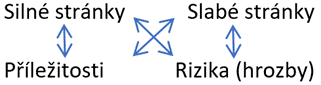 Silné stránky Slabé stránky
Příležitosti Rizika (hrozby)